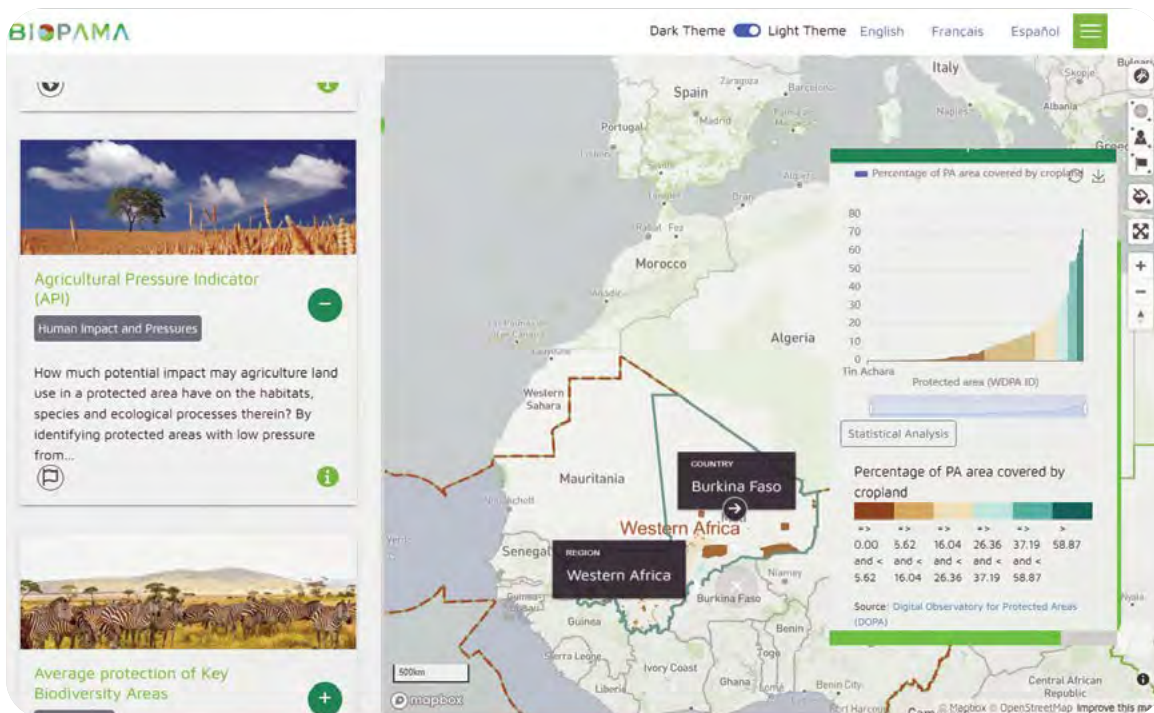 BIOPAMA
Dark Theme
Light Theme
English
Français
Español
Agricultural Pressure Indicator
(API)
Human Impact and Pressures
How much potential impact may agriculture land
use in a protected area have on the habitats,
species and ecological processes therein? By
identifying protected areas with low pressure
from...
Average protection of Key
Biodiversity Areas
Italy
Skopje
Spain
Zaragoza
Barcelona
Madrid
Naples
Albania
Portugal
Algiers
Oran
Rabat
Fez
Morocco
Algeria
Western
Sahara
Mauritania
COUNTRY
Burkina Faso
Western Africa
REGION
Western Africa
Senegal
Niamey
Burkina Faso
Guinea
Benin
Sierra Leone
Togo
Ivory Coast
Ghana
Lomé
Benin City
Liberia
Central African
Republic
500km
mapbox
Percentage of PA area covered by cropland
80
70
60
50
40
30
20
10
0
Tin Achara
Protected area (WDPA ID)
Statistical Analysis
Percentage of PA area covered by
cropland
=> => => => => >
0.00 5.62 16.04 26.36 37.19 58.87
and < and < and < and < and <
5.62 16.04 26.36 37.19 58.87
Source: Digital Observatory for Protected Areas
(DOPA)
© Mapbox © OpenStreetMap Improve this